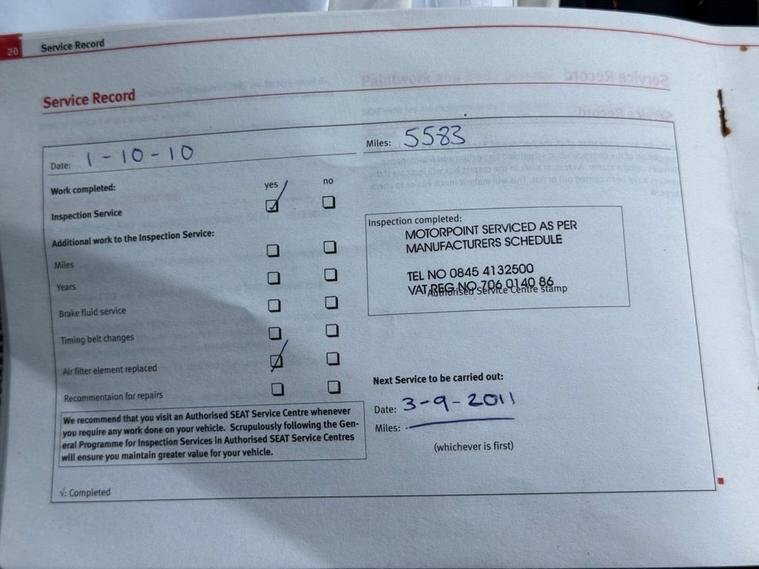 20 Service Record
Service Record
Date: 1-10-10
Miles: 5583
Work completed:
yes no
Inspection Service
Additional work to the Inspection Service:
Miles
Years
Brake fluid service
Timing belt changes
Air filter element replaced
Recommentaion for repairs
We recommend that you visit an Authorised SEAT Service Centre whenever
you require any work done on your vehicle. Scrupulously following the Gen-
eral Programme for Inspection Services in Authorised SEAT Service Centres
will ensure you maintain greater value for your vehicle.
√: Completed
Inspection completed:
MOTORPOINT SERVICED AS PER
MANUFACTURERS SCHEDULE
TEL NO 0845 4132500
VAT REG NO 706 0140 86
Authorised Service Centre stamp
Next Service to be carried out:
Date: 3-9-2011
Miles:
(whichever is first)